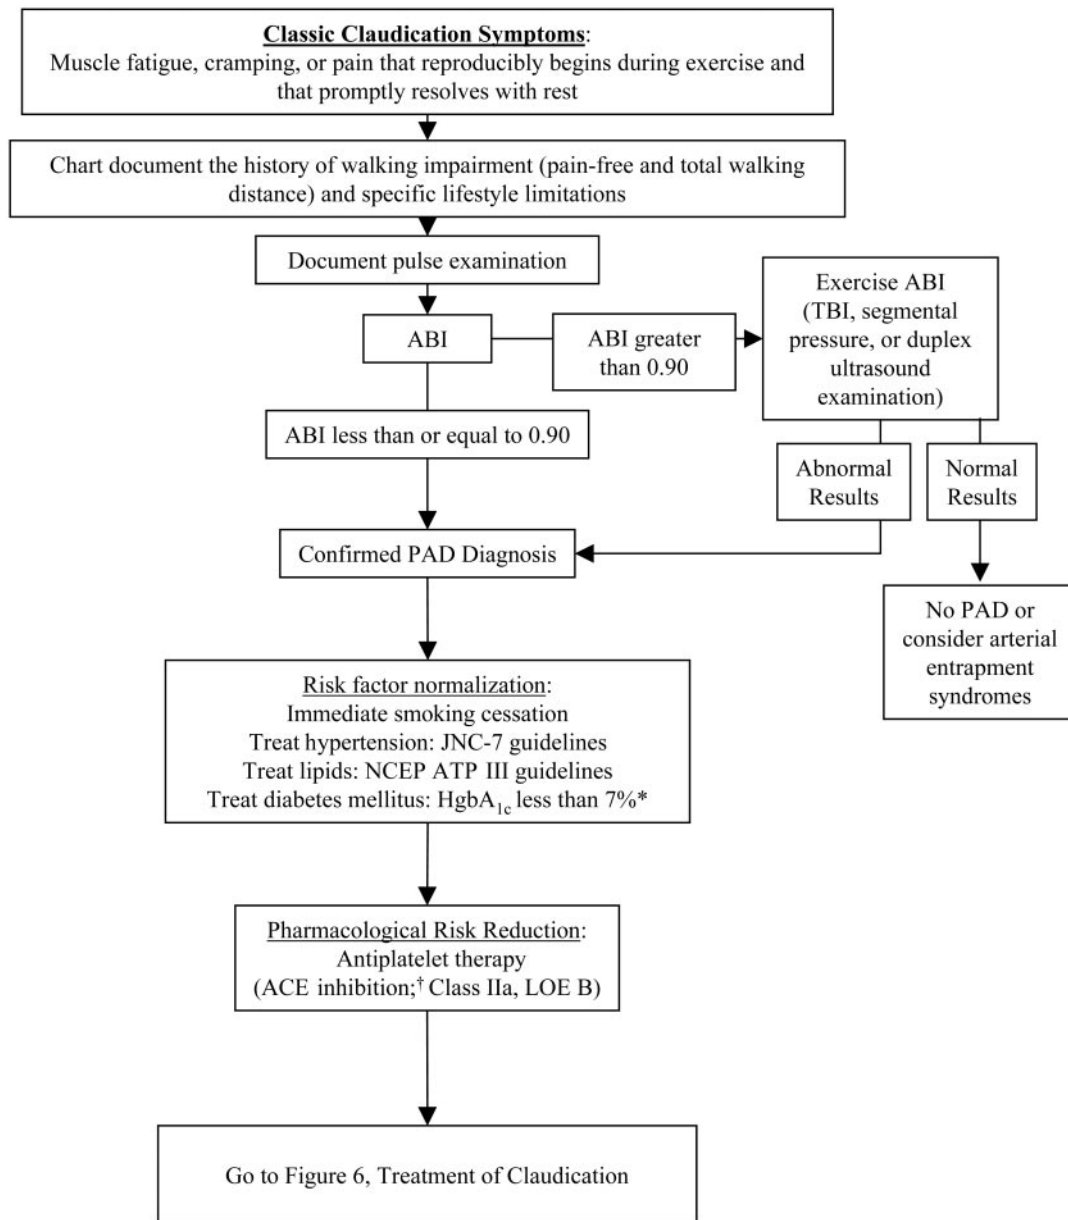 Classic Claudication Symptoms:
Muscle fatigue, cramping, or pain that reproducibly begins during exercise and
that promptly resolves with rest
Chart document the history of walking impairment (pain-free and total walking
distance) and specific lifestyle limitations
Document pulse examination
ABI
ABI greater
than 0.90
Exercise ABI
(TBI, segmental
pressure, or duplex
ultrasound
examination)
ABI less than or equal to 0.90
Abnormal
Results
Normal
Results
Confirmed PAD Diagnosis
No PAD or
consider arterial
entrapment
syndromes
Risk factor normalization:
Immediate smoking cessation
Treat hypertension: JNC-7 guidelines
Treat lipids: NCEP ATP III guidelines
Treat diabetes mellitus: HgbA1c less than 7%*
Pharmacological Risk Reduction:
Antiplatelet therapy
(ACE inhibition;† Class IIa, LOE B)
Go to Figure 6, Treatment of Claudication